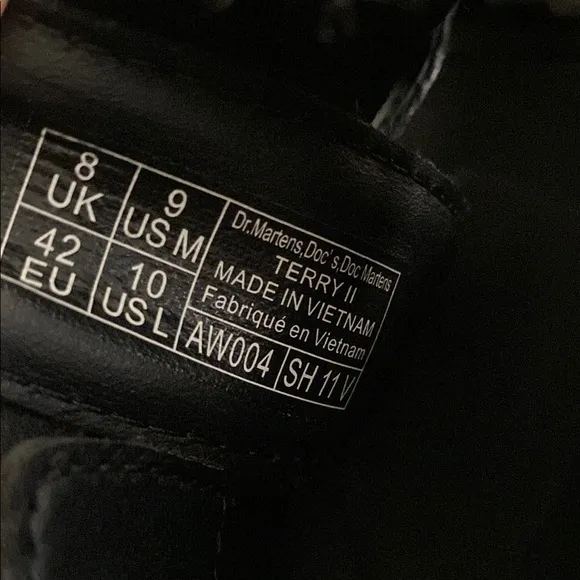 8
UK
9
US M
42
EU
10
US L
Dr.Martens,Doc's,Doc Martens
TERRY II
MADE IN VIETNAM
Fabriqué en Vietnam
AW004
SH 11 V